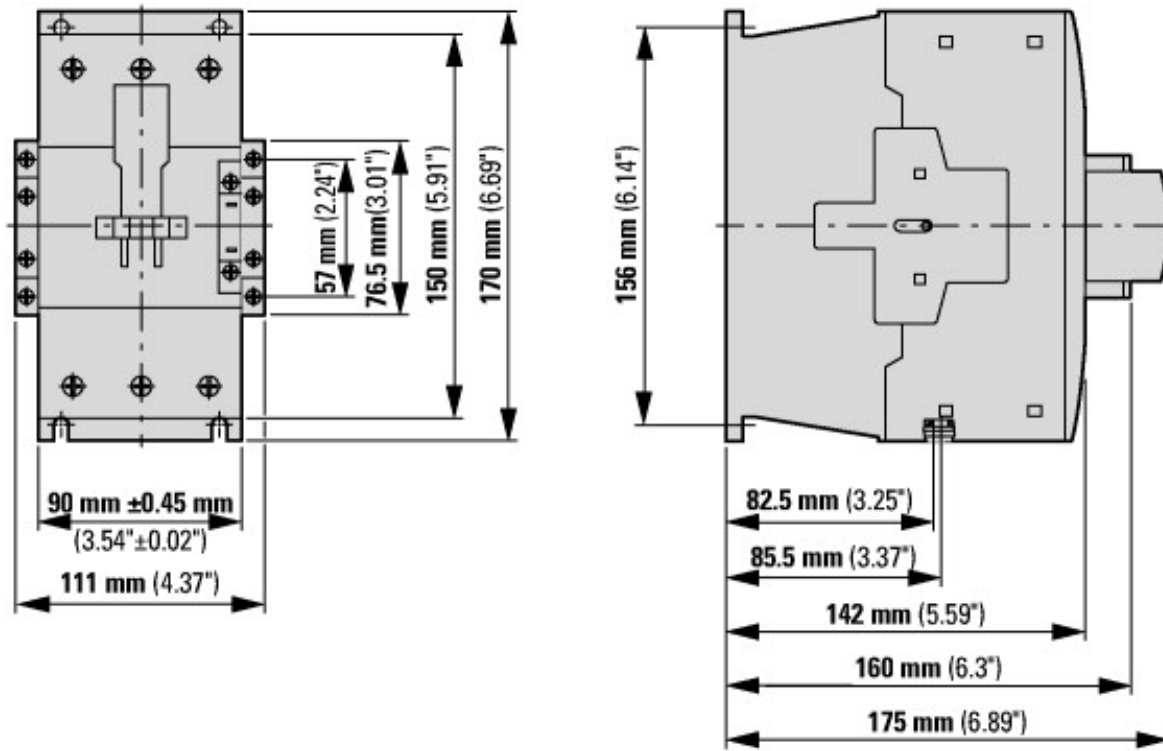 57 mm (2.24")
76.5 mm(3.01")
150 mm (5.91")
170 mm (6.69")
90 mm ±0.45 mm
(3.54"±0.02")
111 mm (4.37")
156 mm (6.14")
82.5 mm (3.25")
85.5 mm (3.37")
142 mm (5.59")
160 mm (6.3")
175 mm (6.89")